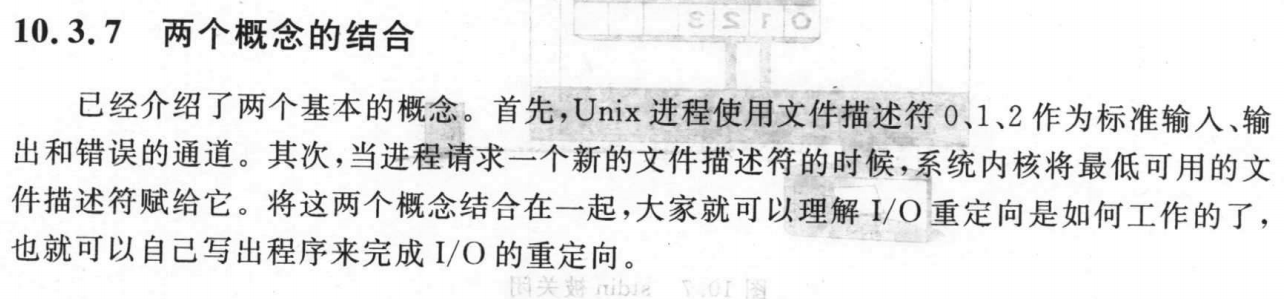 10.3.7 两个概念的结合
已经介绍了两个基本的概念。首先,Unix 进程使用文件描述符 0、1、2 作为标准输入、输
出和错误的通道。其次,当进程请求一个新的文件描述符的时候,系统内核将最低可用的文
件描述符赋给它。将这两个概念结合在一起,大家就可以理解 I/O 重定向是如何工作的了,
也就可以自己写出程序来完成 I/O 的重定向。
图 10.7 stdin 被关闭